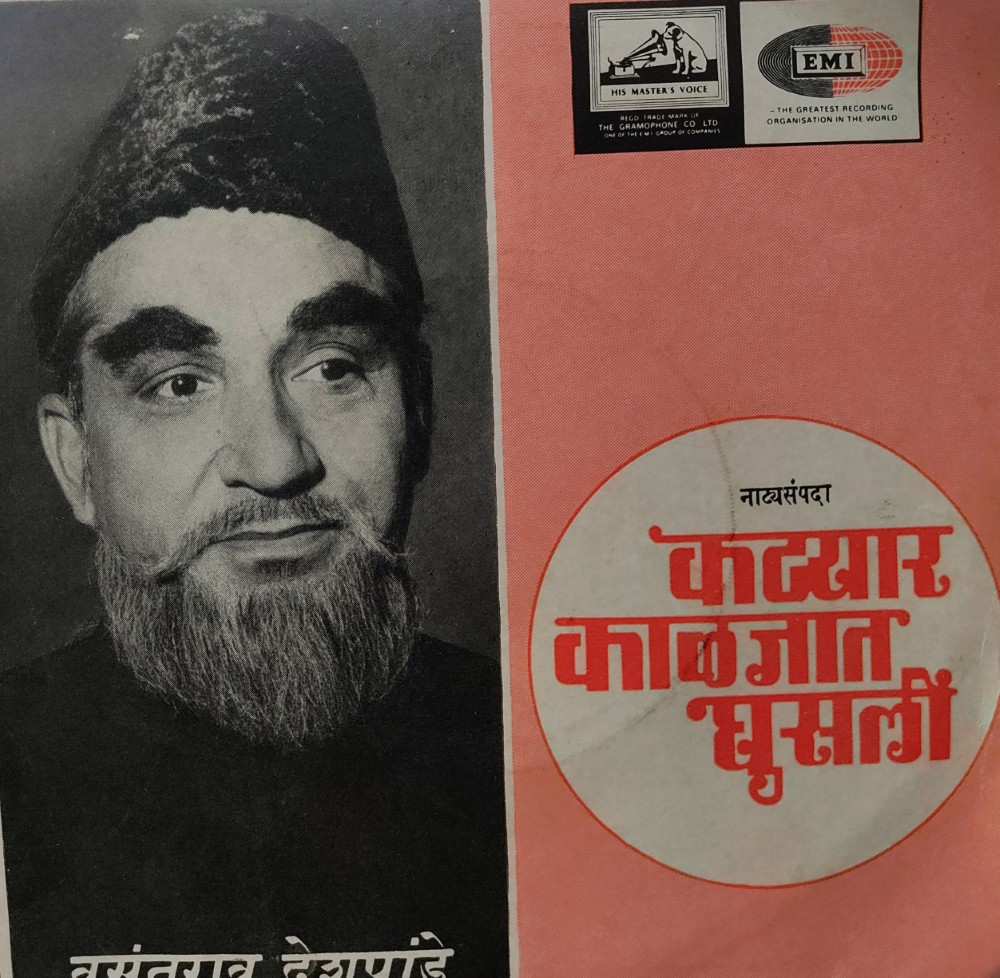 HIS MASTER'S VOICE
REGD. TRADE MARK OF
THE GRAMOPHONE CO LTD
ONE OF THE E M I GROUP OF COMPANIES
EMI
– THE GREATEST RECORDING
ORGANISATION IN THE WORLD
नाट्यसंपदा
कट्यार
काळजात
घुसली
वसंतराव देशपांडे